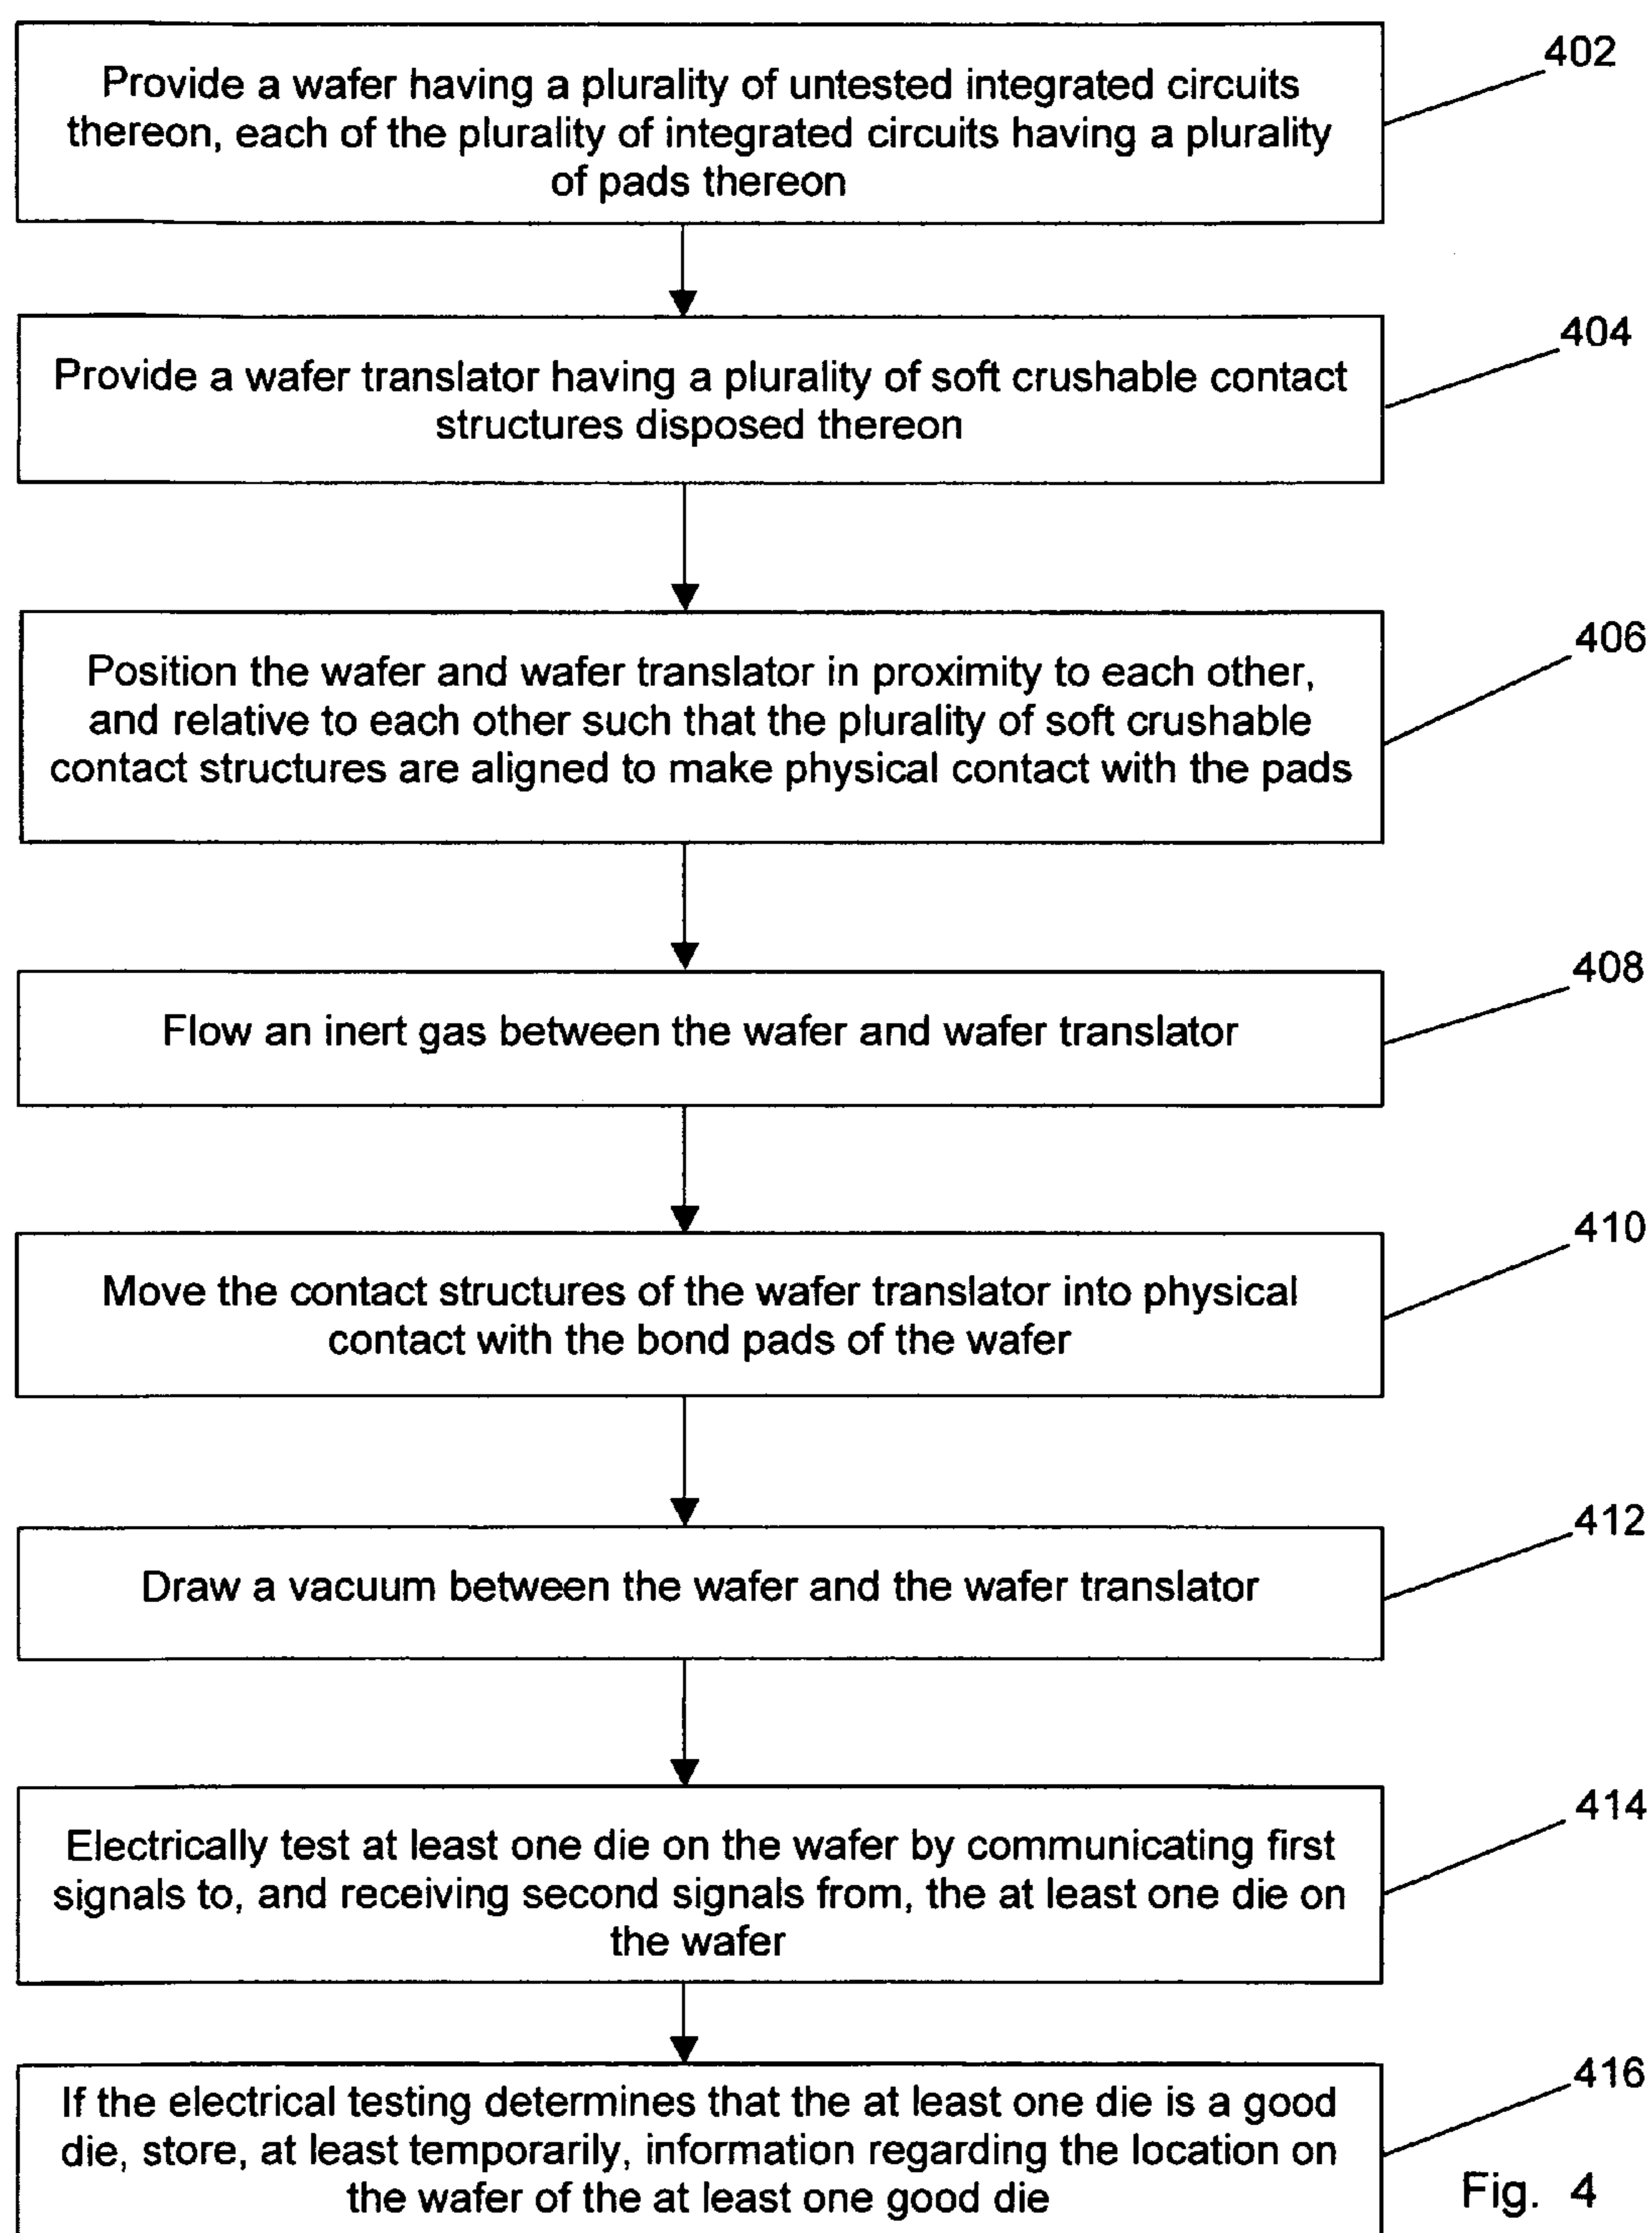 402
Provide a wafer having a plurality of untested integrated circuits
thereon, each of the plurality of integrated circuits having a plurality
of pads thereon
404
Provide a wafer translator having a plurality of soft crushable contact
structures disposed thereon
406
Position the wafer and wafer translator in proximity to each other,
and relative to each other such that the plurality of soft crushable
contact structures are aligned to make physical contact with the pads
408
Flow an inert gas between the wafer and wafer translator
410
Move the contact structures of the wafer translator into physical
contact with the bond pads of the wafer
412
Draw a vacuum between the wafer and the wafer translator
414
Electrically test at least one die on the wafer by communicating first
signals to, and receiving second signals from, the at least one die on
the wafer
416
If the electrical testing determines that the at least one die is a good
die, store, at least temporarily, information regarding the location on
the wafer of the at least one good die
Fig. 4